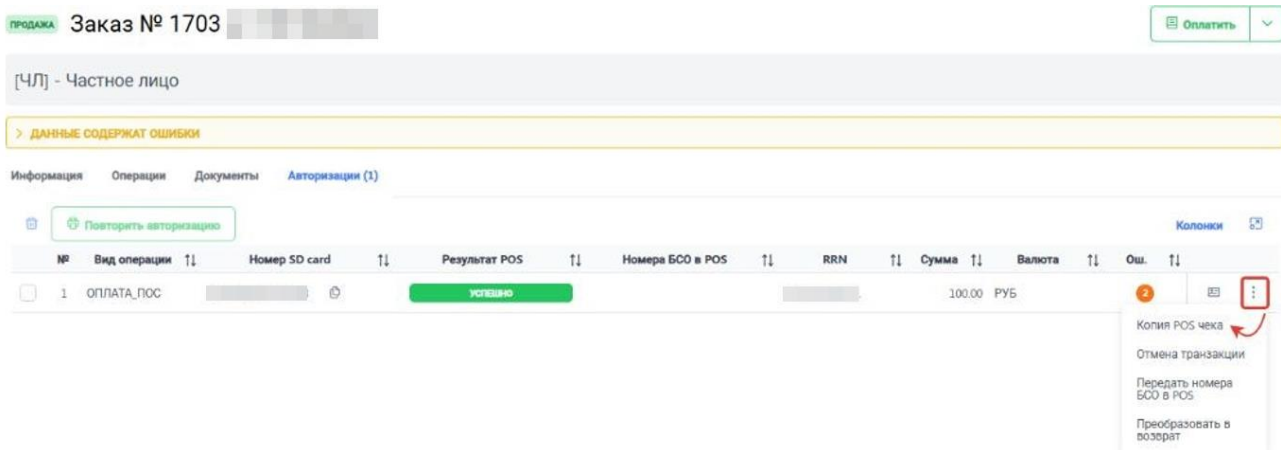 ПРОДАЖА Заказ № 1703
Оплатить
[ЧЛ] - Частное лицо
> ДАННЫЕ СОДЕРЖАТ ОШИБКИ
Информация Операции Документы Авторизации (1)
Повторить авторизацию Колонки
№ Вид операции Номер SD card Результат POS Номера БСО в POS RRN Сумма Валюта Ош.
1 ОПЛАТА_ПОС УСПЕШНО 100.00 РУБ 2
Копия POS чека
Отмена транзакции
Передать номера
БСО в POS
Преобразовать в
возврат